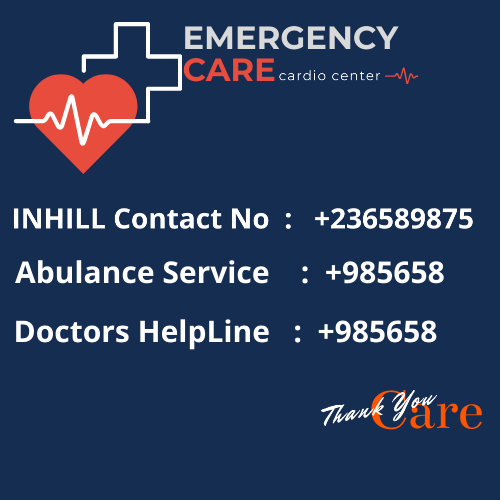 EMERGENCY
CARE cardio center
INHILL Contact No : +236589875
Abulance Service : +985658
Doctors HelpLine : +985658
Thank You Care